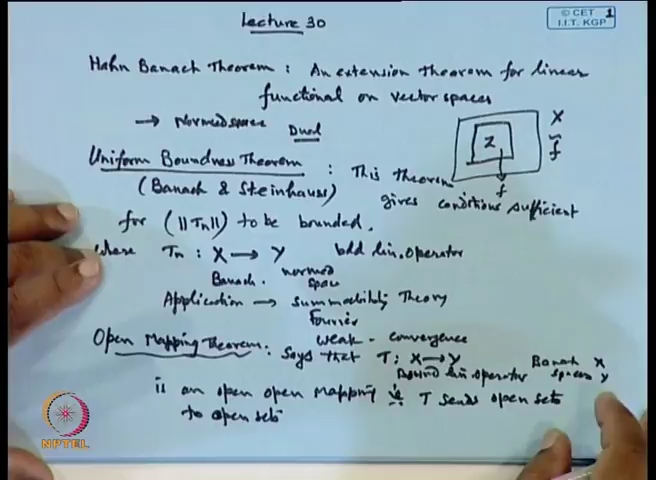 Lecture 30
© CET
I.I.T. KGP
1
Hahn Banach Theorem : An extension Theorem for linear
functional on vector spaces
→ Normed space Dual
X
Z
f̃
f
Uniform Boundness Theorem : This theorem
(Banach & Steinhauss) gives conditions sufficient
for (||Tn||) to be bounded.
where Tn : X → Y bdd lin. operator
Banach. normed
space
Application → summability Theory
Fourier
weak - convergence
Open Mapping Theorem : Says that T: X → Y Banach X
Bound lin operator spaces Y
is an open open mapping ie T sends open sets
to open sets
NPTEL